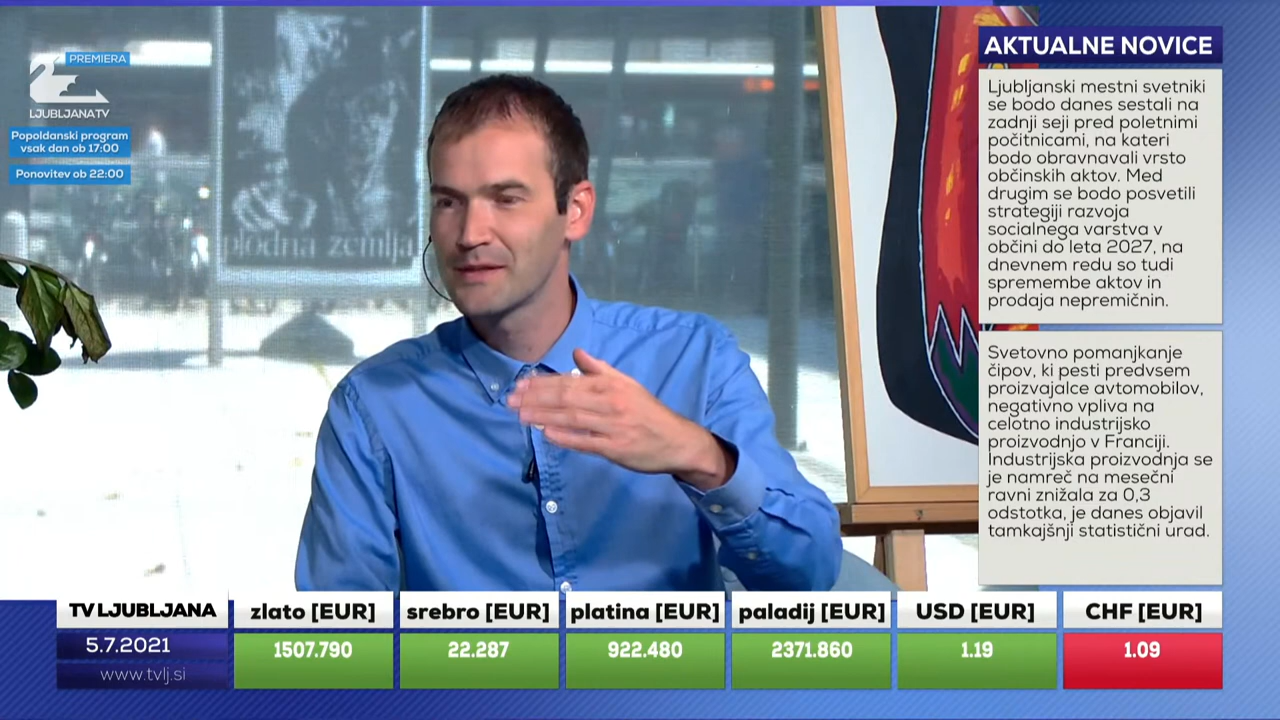 PREMIERA
LJUBLJANATV
Popoldanski program
vsak dan ob 17:00
Ponovitev ob 22:00
plodna zemlja
AKTUALNE NOVICE
Ljubljanski mestni svetniki
se bodo danes sestali na
zadnji seji pred poletnimi
počitnicami, na kateri
bodo obravnavali vrsto
občinskih aktov. Med
drugim se bodo posvetili
strategiji razvoja
socialnega varstva v
občini do leta 2027, na
dnevnem redu so tudi
spremembe aktov in
prodaja nepremičnin.
Svetovno pomanjkanje
čipov, ki pesti predvsem
proizvajalce avtomobilov,
negativno vpliva na
celotno industrijsko
proizvodnjo v Franciji.
Industrijska proizvodnja se
je namreč na mesečni
ravni znižala za 0,3
odstotka, je danes objavil
tamkajšnji statistični urad.
TV LJUBLJANA zlato [EUR] srebro [EUR] platina [EUR] paladij [EUR] USD [EUR] CHF [EUR]
5.7.2021 1507.790 22.287 922.480 2371.860 1.19 1.09
www.tvlj.si